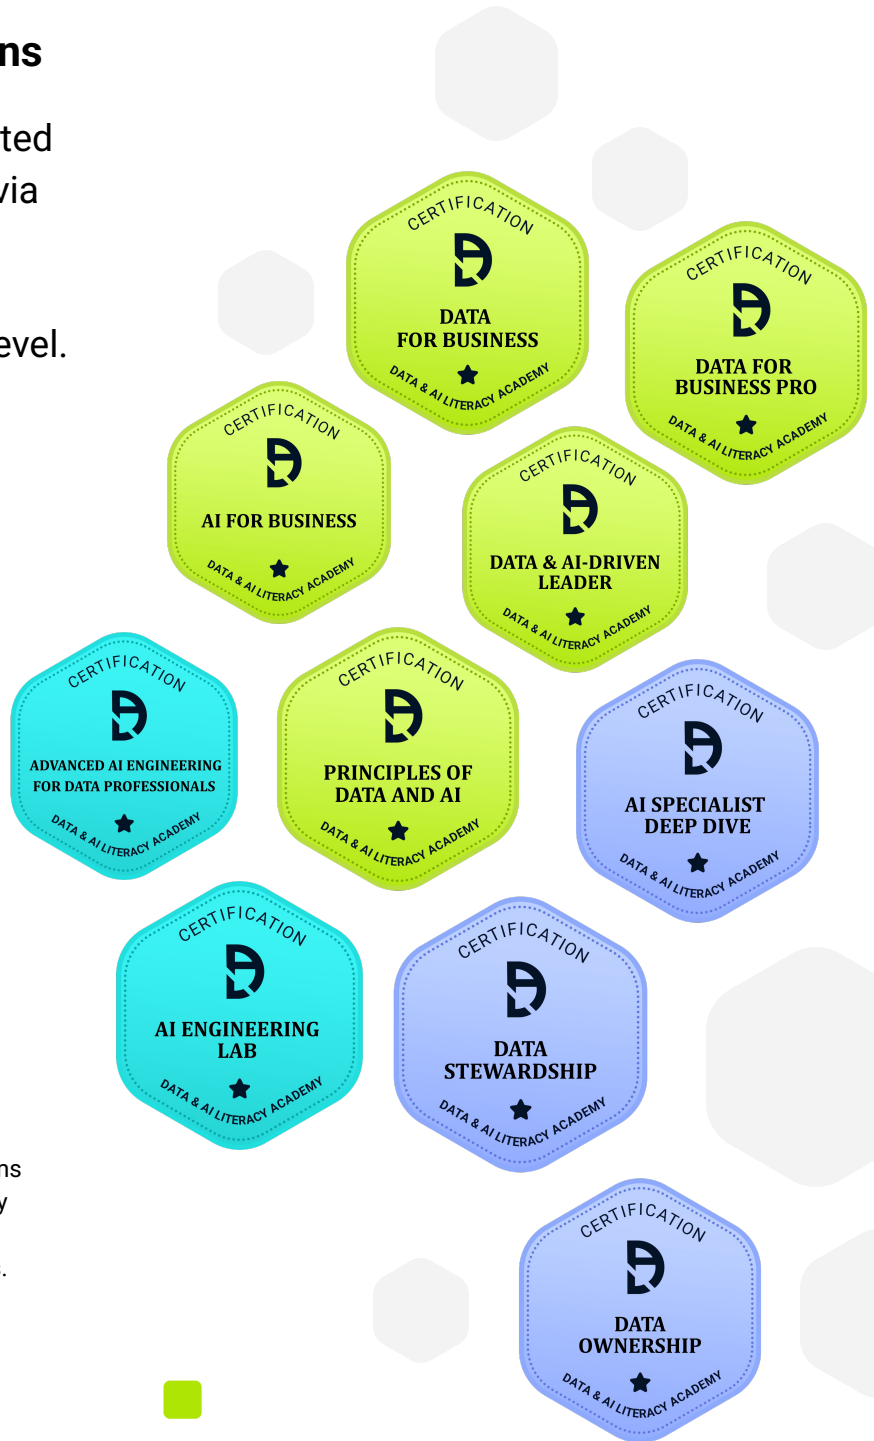 ns
ted
via
evel.
CERTIFICATION
DATA
FOR BUSINESS
DATA & AI LITERACY ACADEMY
CERTIFICATION
DATA FOR
BUSINESS PRO
DATA & AI LITERACY ACADEMY
CERTIFICATION
AI FOR BUSINESS
DATA & AI LITERACY ACADEMY
CERTIFICATION
DATA & AI-DRIVEN
LEADER
DATA & AI LITERACY ACADEMY
CERTIFICATION
ADVANCED AI ENGINEERING
FOR DATA PROFESSIONALS
DATA & AI LITERACY ACADEMY
CERTIFICATION
PRINCIPLES OF
DATA AND AI
DATA & AI LITERACY ACADEMY
CERTIFICATION
AI SPECIALIST
DEEP DIVE
DATA & AI LITERACY ACADEMY
CERTIFICATION
AI ENGINEERING
LAB
DATA & AI LITERACY ACADEMY
CERTIFICATION
DATA
STEWARDSHIP
DATA & AI LITERACY ACADEMY
ns
y
.
CERTIFICATION
DATA
OWNERSHIP
DATA & AI LITERACY ACADEMY